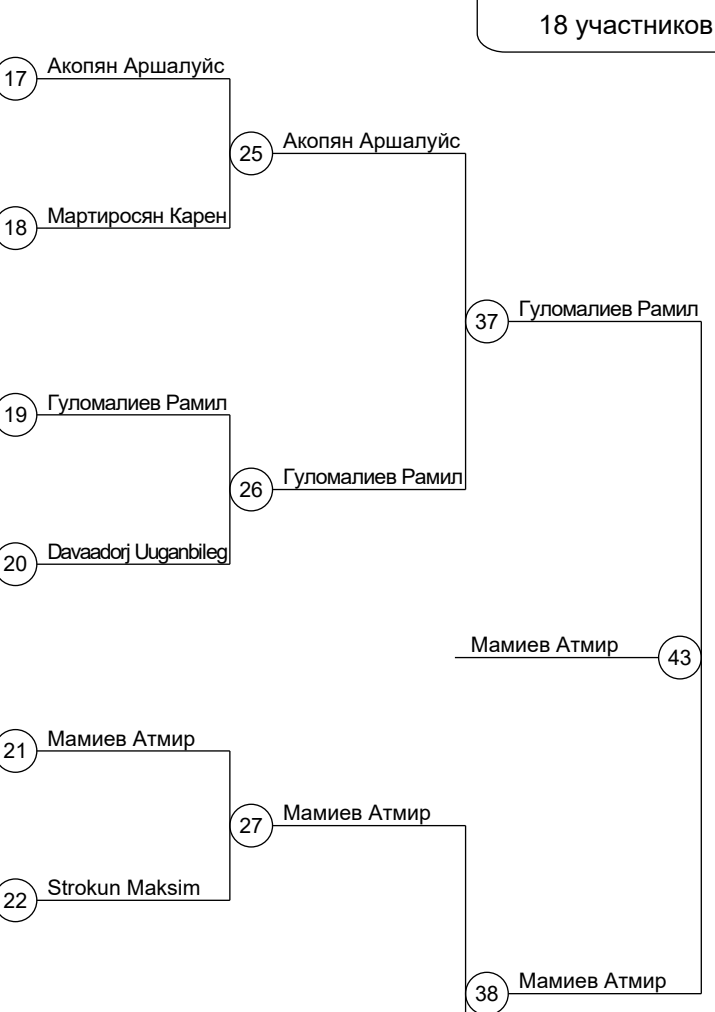 18 участников
17 Акопян Аршалуйс
25 Акопян Аршалуйс
18 Мартиросян Карен
37 Гуломалиев Рамил
19 Гуломалиев Рамил
26 Гуломалиев Рамил
20 Davaadorj Uuganbileg
Мамиев Атмир 43
21 Мамиев Атмир
27 Мамиев Атмир
22 Strokun Maksim
38 Мамиев Атмир